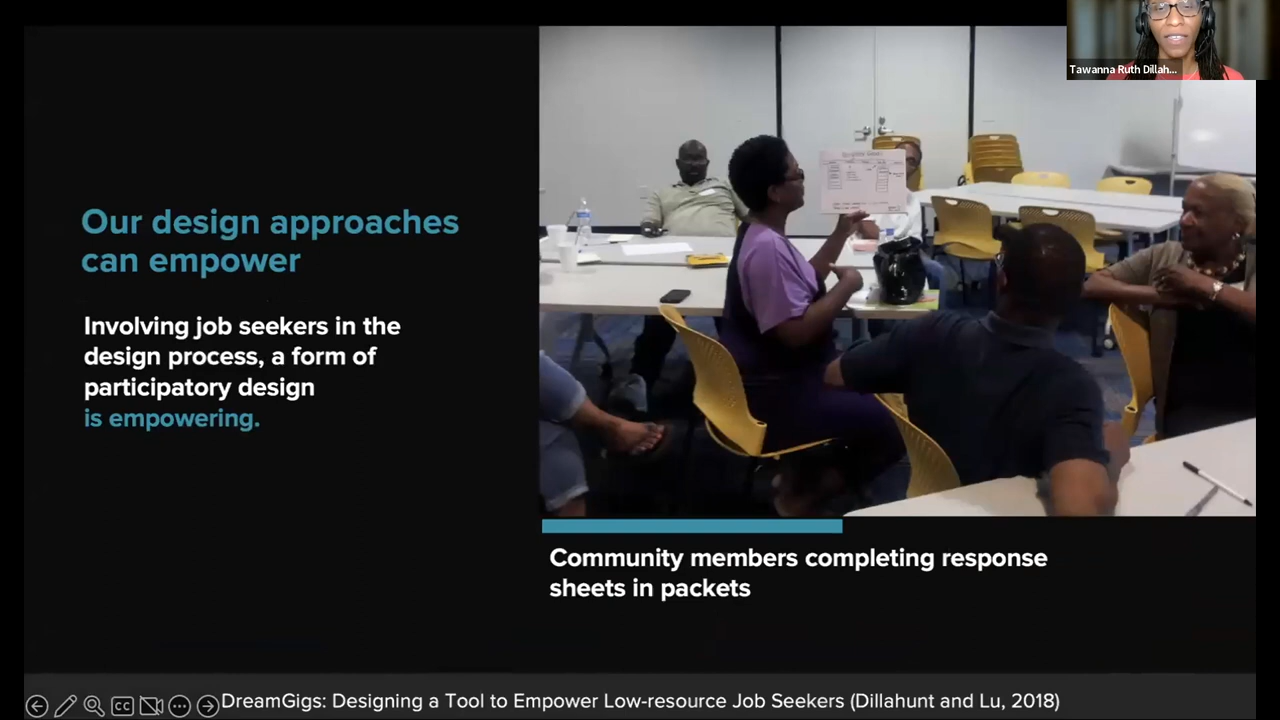 Tawanna Ruth Dillah...
Our design approaches
can empower
Involving job seekers in the
design process, a form of
participatory design
is empowering.
Community members completing response
sheets in packets
CC
DreamGigs: Designing a Tool to Empower Low-resource Job Seekers (Dillahunt and Lu, 2018)